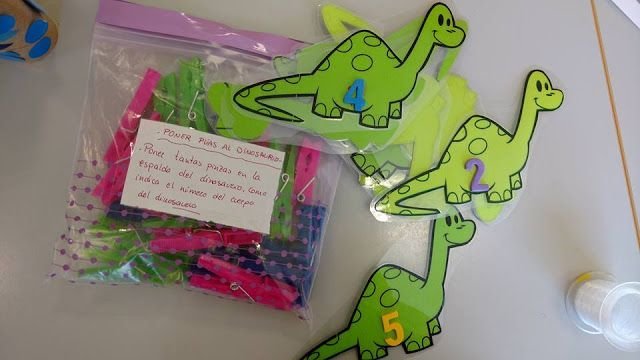 - PONER PUAS AL DINOSAURIO -
- Poner tantas pinzas en la
espalda del dinosaurio, como
indica el número del cuerpo
del dinosaurio
4
2
5